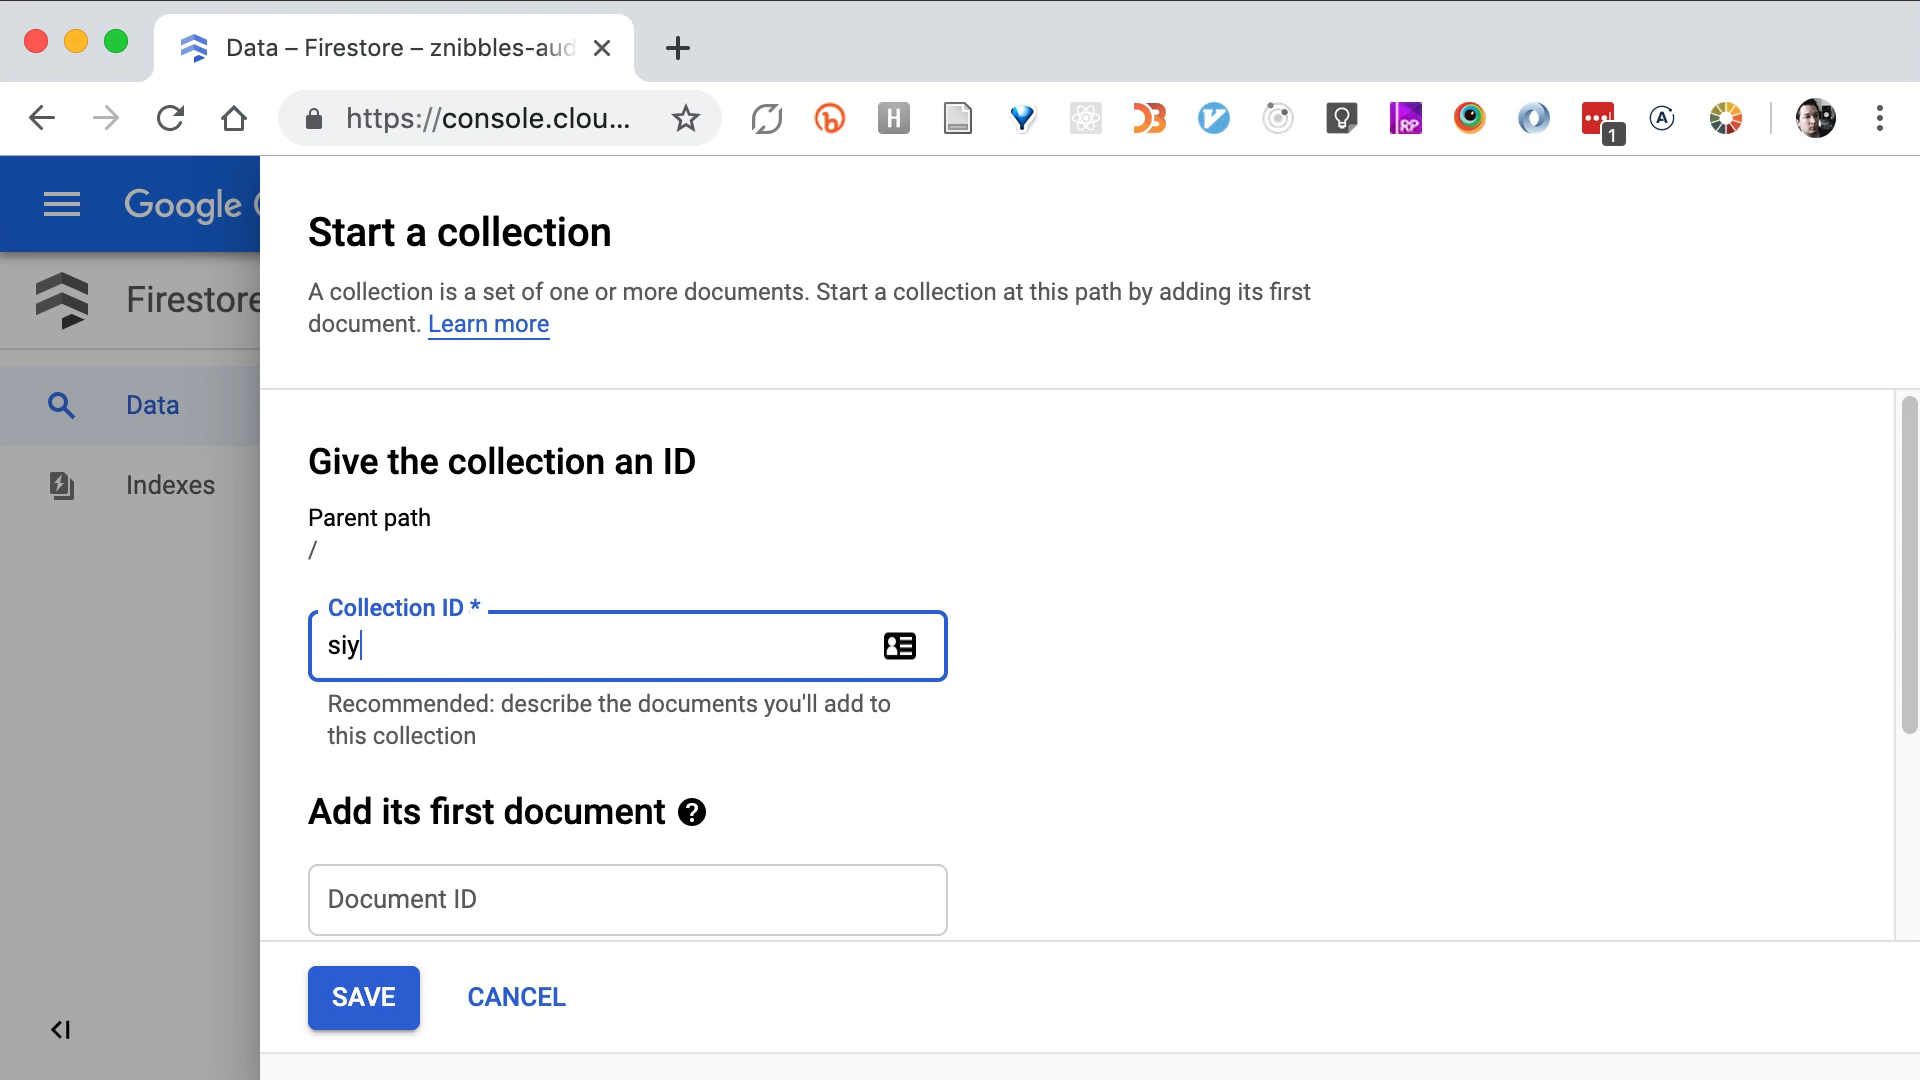 Data – Firestore – znibbles-aud
https://console.clou...
H
RP
1
A
Google
Firestore
Data
Indexes
Start a collection
A collection is a set of one or more documents. Start a collection at this path by adding its first
document. Learn more
Give the collection an ID
Parent path
/
Collection ID *
siy
Recommended: describe the documents you'll add to
this collection
Add its first document
Document ID
SAVE
CANCEL